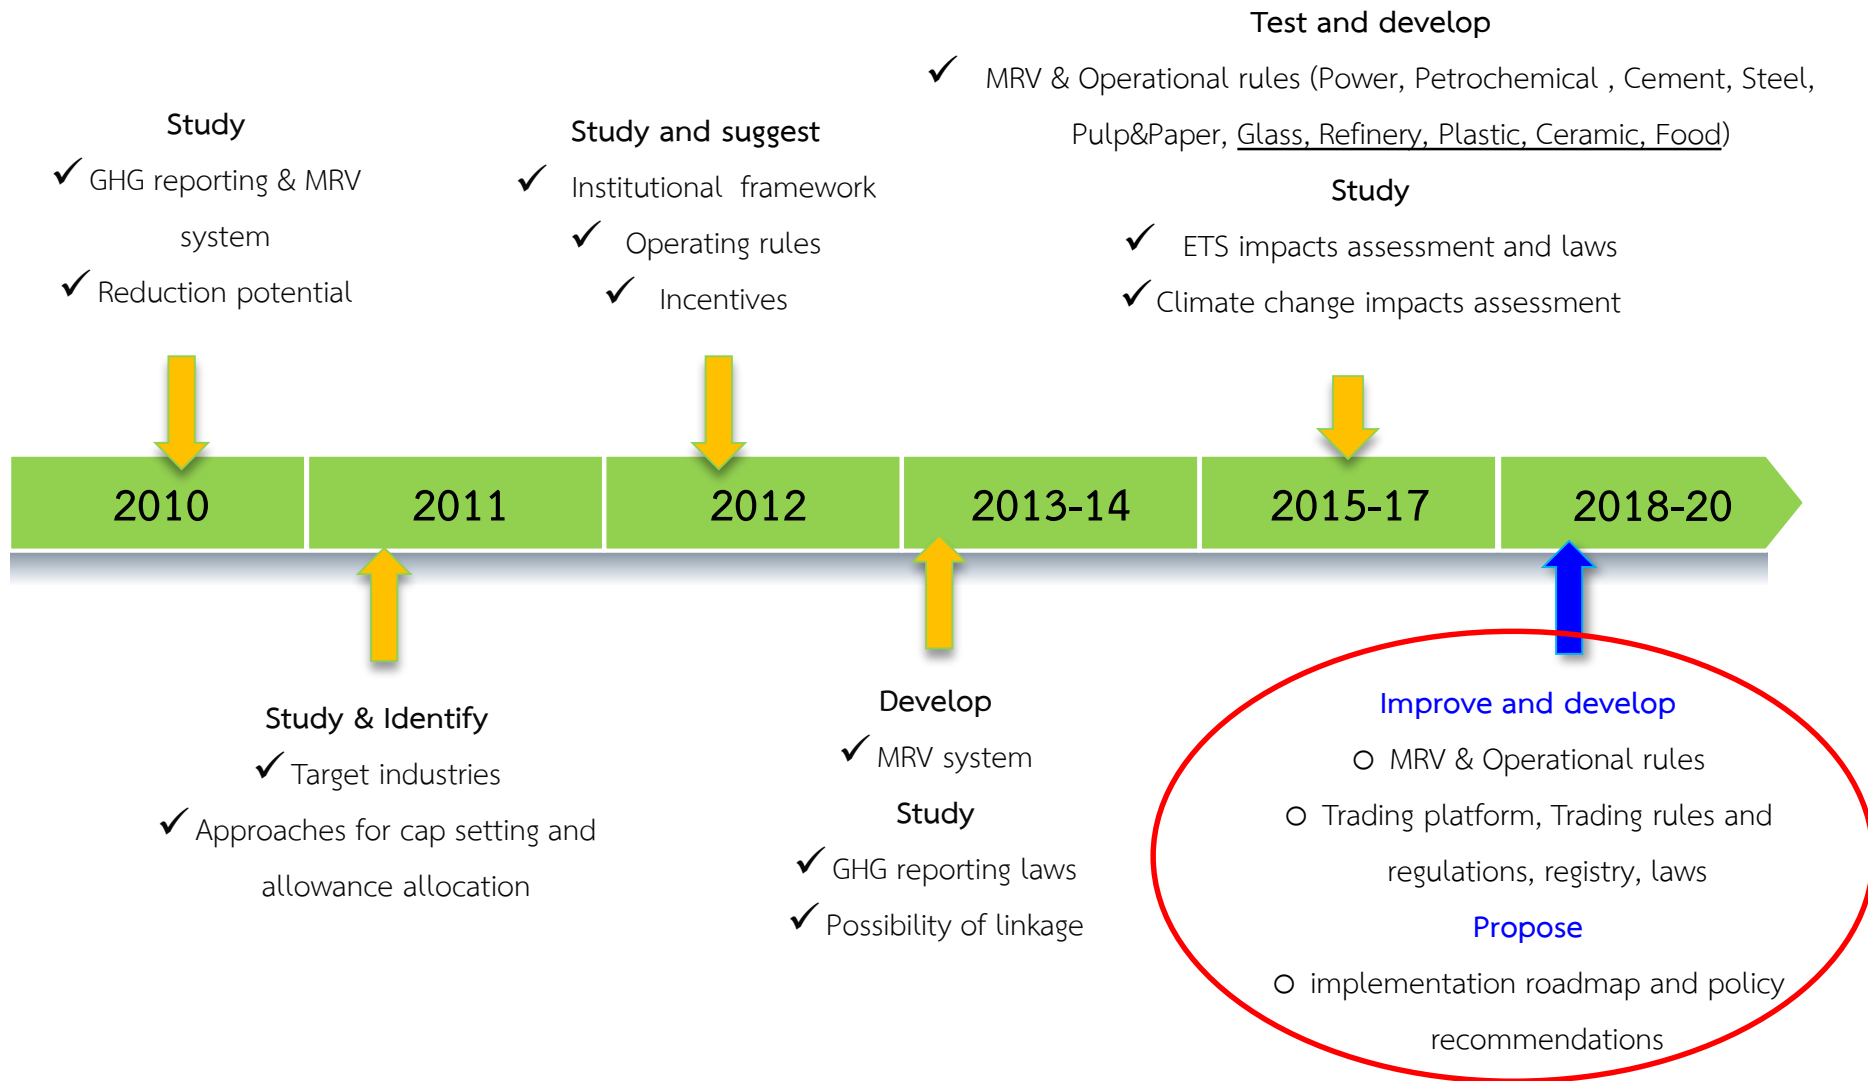 Study
✓ GHG reporting & MRV
system
✓ Reduction potential
Study and suggest
✓ Institutional framework
✓ Operating rules
✓ Incentives
Test and develop
✓ MRV & Operational rules (Power, Petrochemical , Cement, Steel,
Pulp&Paper, Glass, Refinery, Plastic, Ceramic, Food)
Study
✓ ETS impacts assessment and laws
✓ Climate change impacts assessment
2010
2011
2012
2013-14
2015-17
2018-20
Study & Identify
✓ Target industries
✓ Approaches for cap setting and
allowance allocation
Develop
✓ MRV system
Study
✓ GHG reporting laws
✓ Possibility of linkage
Improve and develop
○ MRV & Operational rules
○ Trading platform, Trading rules and
regulations, registry, laws
Propose
○ implementation roadmap and policy
recommendations